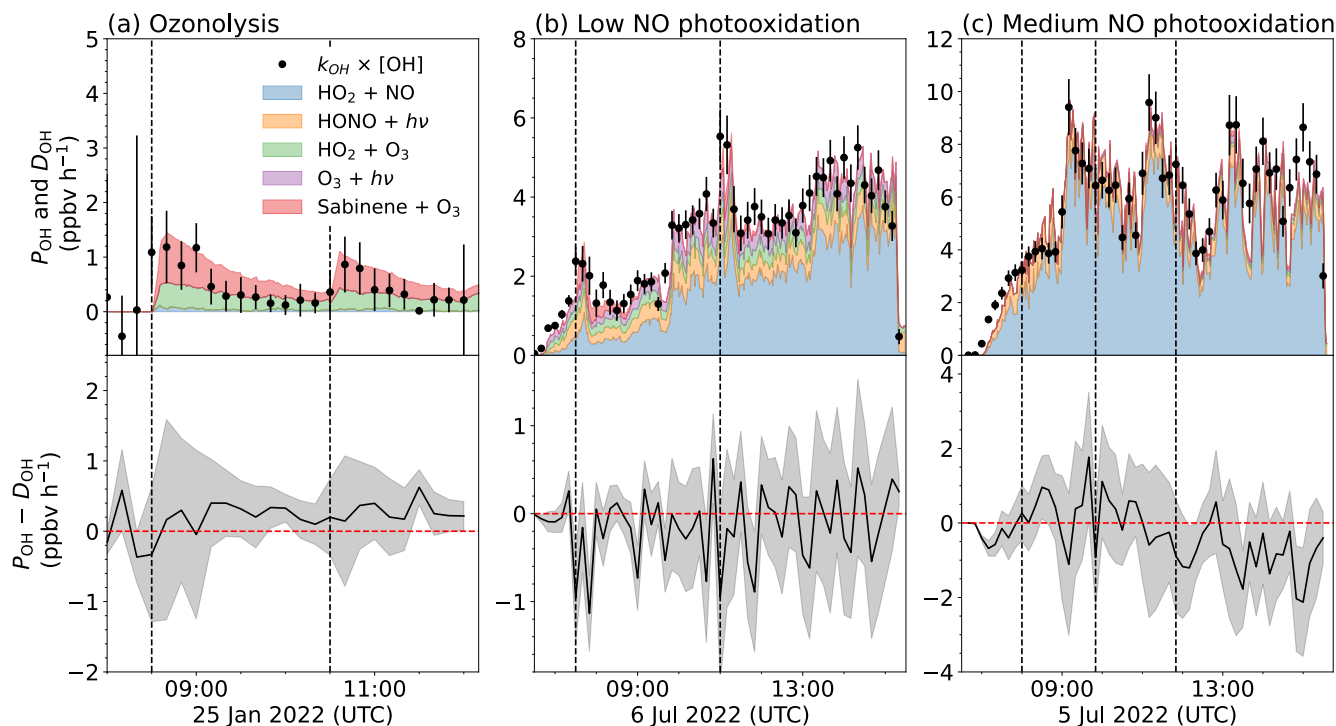 (a) Ozonolysis
(b) Low NO photooxidation
(c) Medium NO photooxidation
P_OH and D_OH
(ppbv h⁻¹)
5
4
3
2
1
0
k_OH × [OH]
HO₂ + NO
HONO + hν
HO₂ + O₃
O₃ + hν
Sabinene + O₃
8
6
4
2
0
12
10
8
6
4
2
0
P_OH − D_OH
(ppbv h⁻¹)
2
1
0
−1
−2
1
0
−1
4
2
0
−2
−4
09:00
11:00
25 Jan 2022 (UTC)
09:00
13:00
6 Jul 2022 (UTC)
09:00
13:00
5 Jul 2022 (UTC)